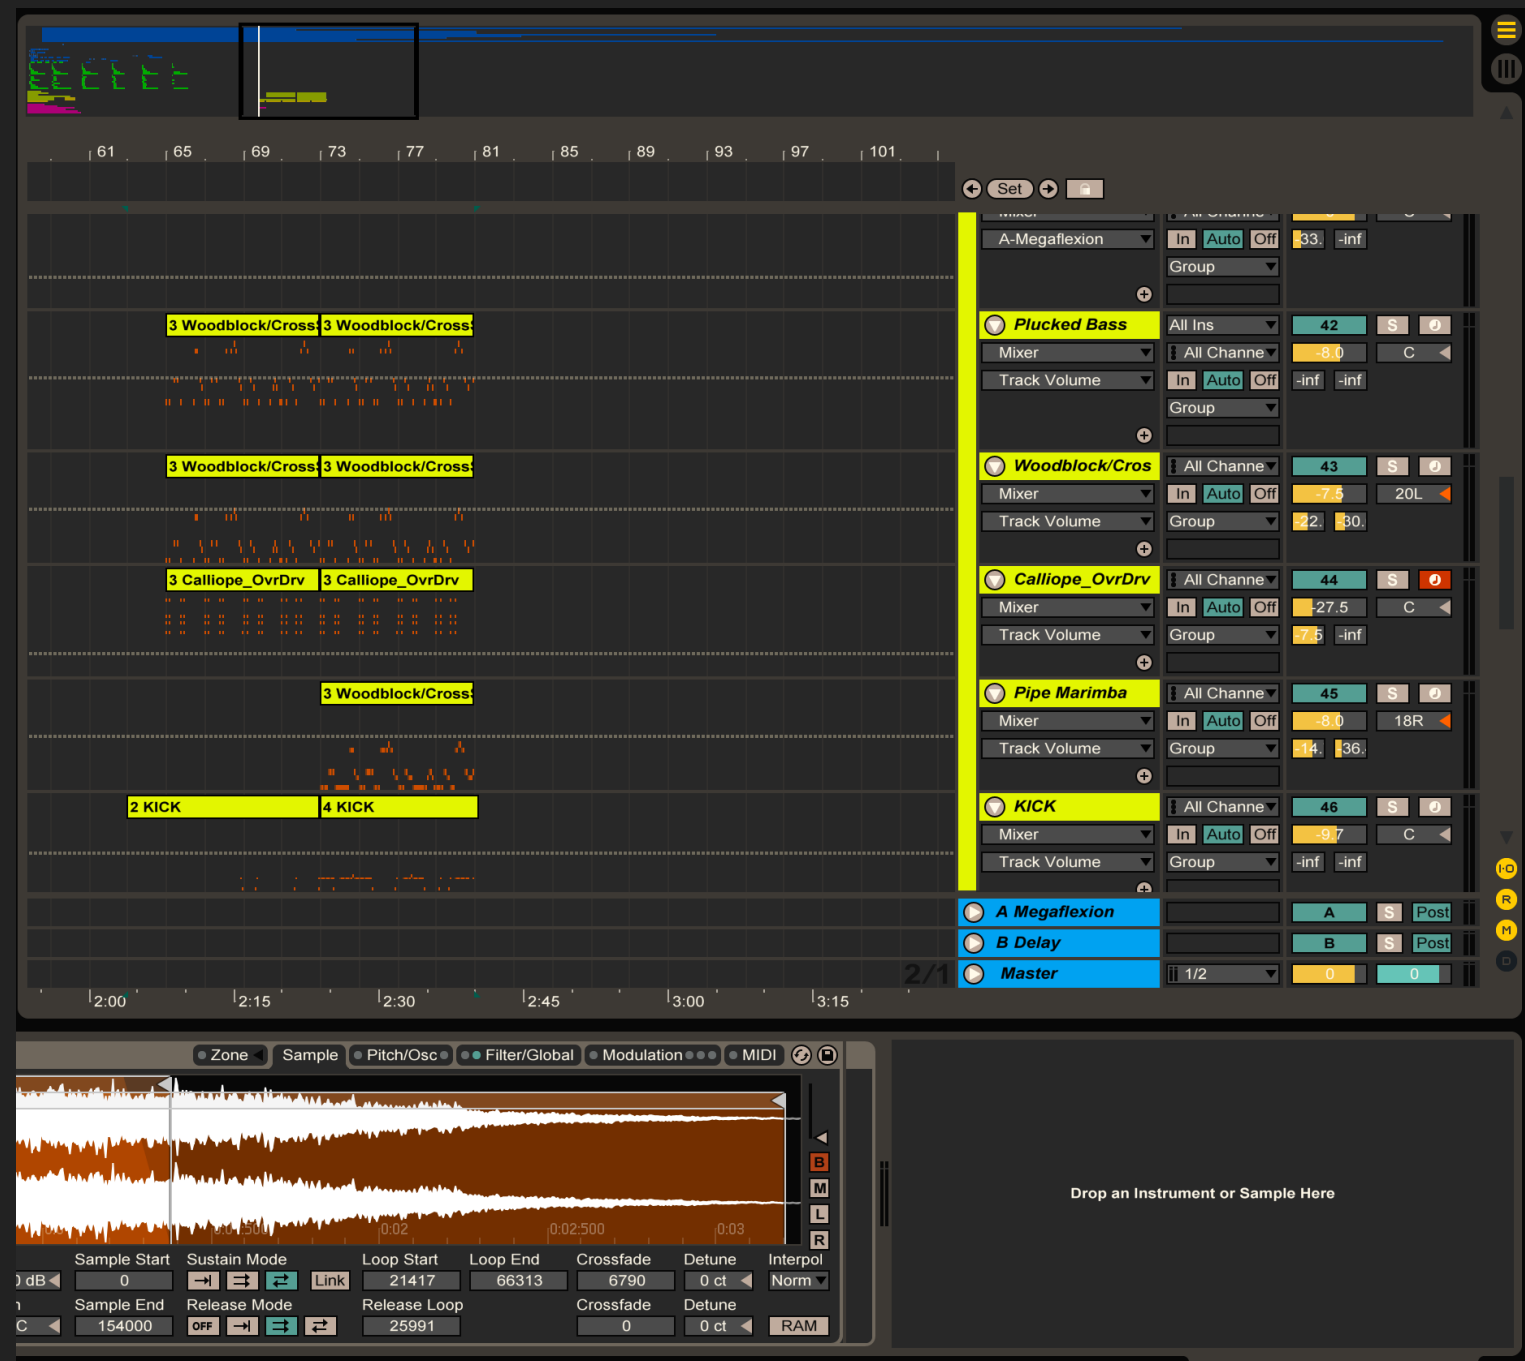 61 65 69 73 77 81 85 89 93 97 101
Set
Mixer All Channe 0 C
A-Megaflexion In Auto Off -33. -inf
Group
3 Woodblock/Cross 3 Woodblock/Cross Plucked Bass All Ins 42 S
Mixer All Channe -8.0 C
Track Volume In Auto Off -inf -inf
Group
3 Woodblock/Cross 3 Woodblock/Cross Woodblock/Cros All Channe 43 S
Mixer In Auto Off -7.5 20L
Track Volume Group -22. -30.
3 Calliope_OvrDrv 3 Calliope_OvrDrv Calliope_OvrDrv All Channe 44 S
Mixer In Auto Off -27.5 C
Track Volume Group -7.5 -inf
3 Woodblock/Cross Pipe Marimba All Channe 45 S
Mixer In Auto Off -8.0 18R
Track Volume Group -14. -36.
2 KICK 4 KICK KICK All Channe 46 S
Mixer In Auto Off -9.7 C
Track Volume Group -inf -inf
I·O
A Megaflexion A S Post
R
B Delay B S Post
M
2/1 Master 1/2 0 0
D
2:00 2:15 2:30 2:45 3:00 3:15
Zone Sample Pitch/Osc Filter/Global Modulation MIDI
B
M
Drop an Instrument or Sample Here
L
0:02 0:02:500 0:03
R
Sample Start Sustain Mode Loop Start Loop End Crossfade Detune Interpol
dB 0 Link 21417 66313 6790 0 ct Norm
Sample End Release Mode Release Loop Crossfade Detune
C 154000 OFF 25991 0 0 ct RAM